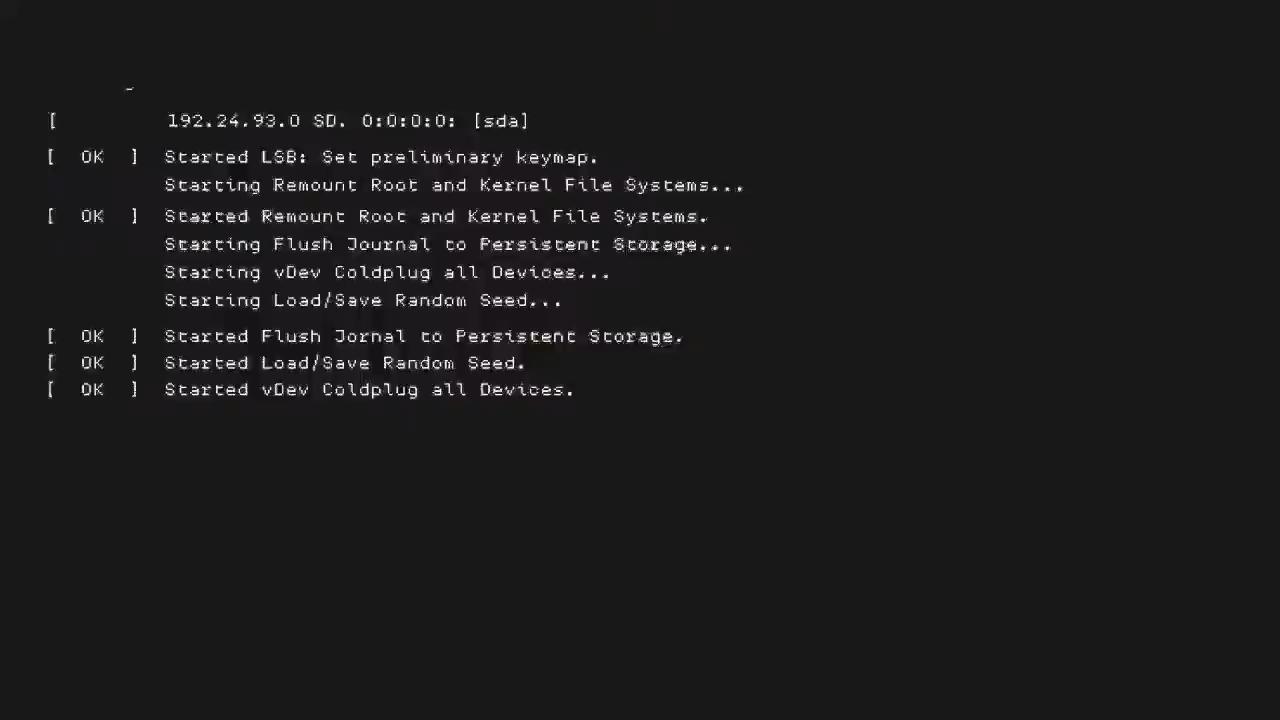 [ 192.24.93.0 SD. 0:0:0:0: [sda]
[ OK ] Started LSB: Set preliminary keymap.
Starting Remount Root and Kernel File Systems...
[ OK ] Started Remount Root and Kernel File Systems.
Starting Flush Journal to Persistent Storage...
Starting vDev Coldplug all Devices...
Starting Load/Save Random Seed...
[ OK ] Started Flush Jornal to Persistent Storage.
[ OK ] Started Load/Save Random Seed.
[ OK ] Started vDev Coldplug all Devices.